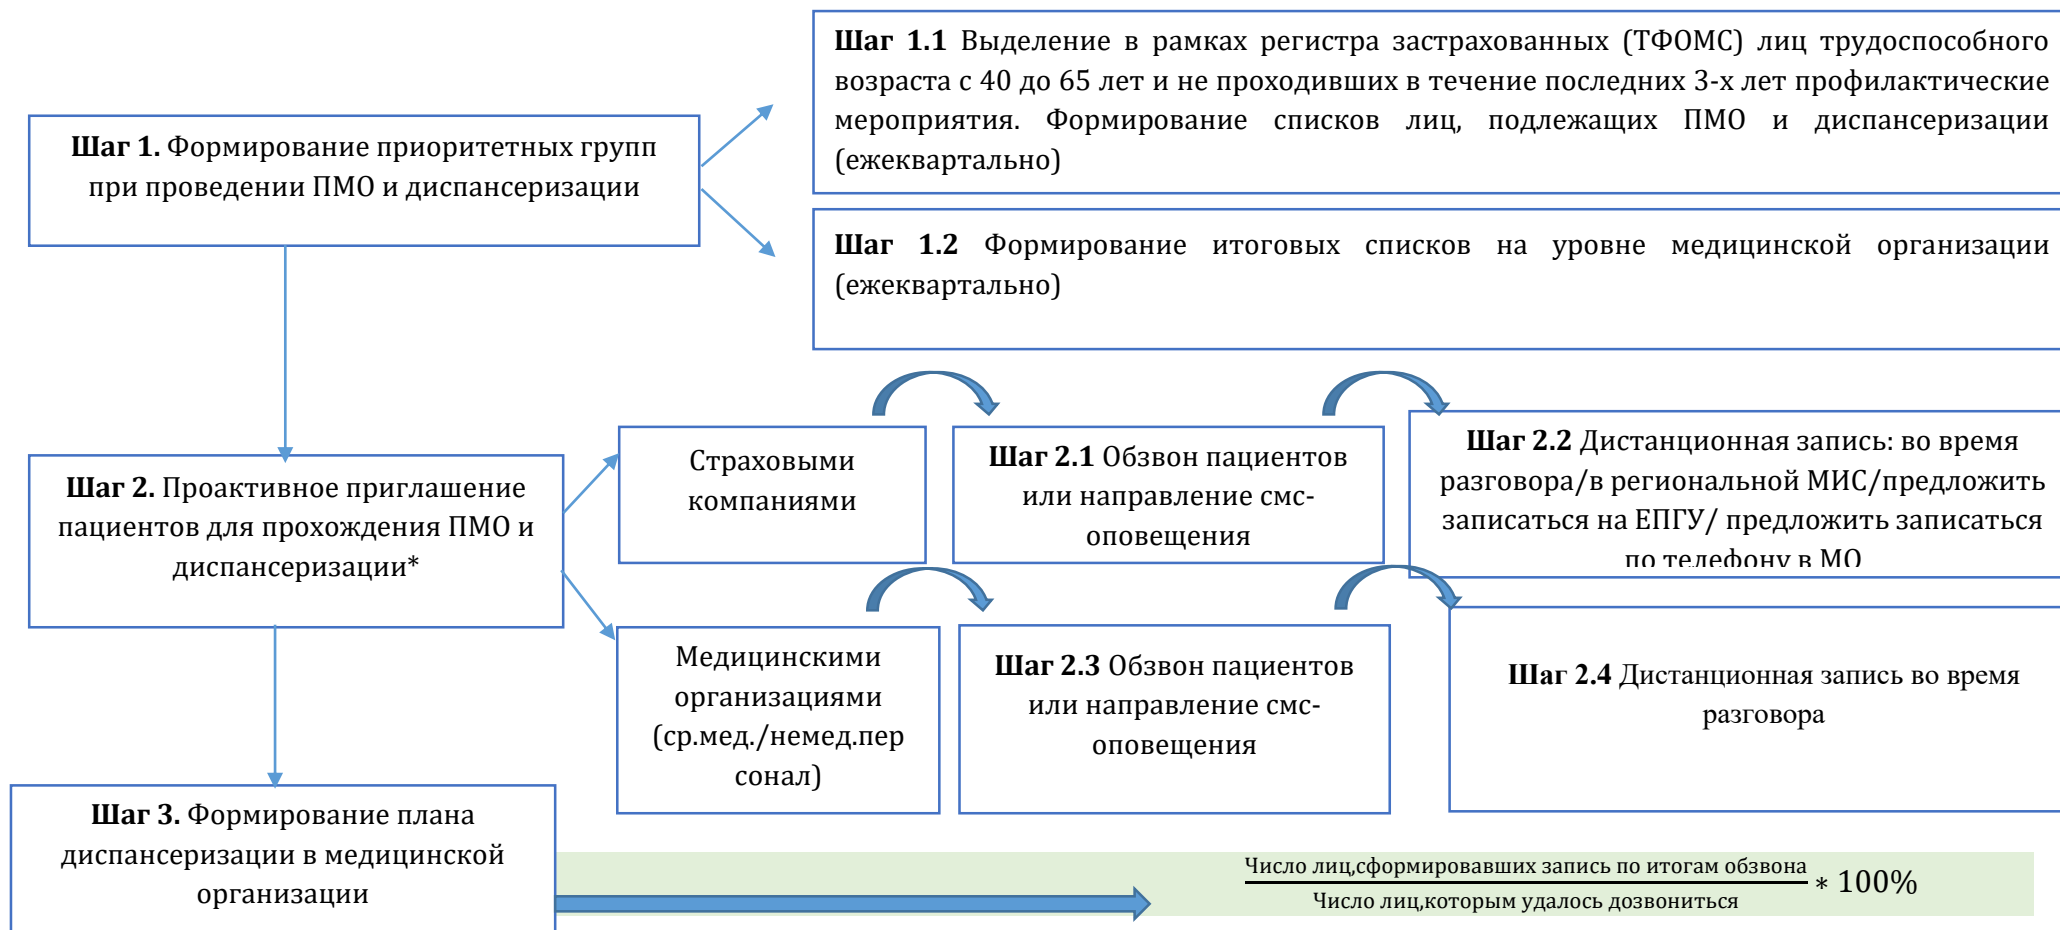 Шаг 1.1 Выделение в рамках регистра застрахованных (ТФОМС) лиц трудоспособного
возраста с 40 до 65 лет и не проходивших в течение последних 3-х лет профилактические
мероприятия. Формирование списков лиц, подлежащих ПМО и диспансеризации
(ежеквартально)
Шаг 1. Формирование приоритетных групп
при проведении ПМО и диспансеризации
Шаг 1.2 Формирование итоговых списков на уровне медицинской организации
(ежеквартально)
Шаг 2. Проактивное приглашение
пациентов для прохождения ПМО и
диспансеризации*
Страховыми
компаниями
Шаг 2.1 Обзвон пациентов
или направление смс-
оповещения
Шаг 2.2 Дистанционная запись: во время
разговора/в региональной МИС/предложить
записаться на ЕПГУ/ предложить записаться
по телефону в МО
Медицинскими
организациями
(ср.мед./немед.пер
сонал)
Шаг 2.3 Обзвон пациентов
или направление смс-
оповещения
Шаг 2.4 Дистанционная запись во время
разговора
Шаг 3. Формирование плана
диспансеризации в медицинской
организации
Число лиц,сформировавших запись по итогам обзвона
Число лиц,которым удалось дозвониться
* 100%